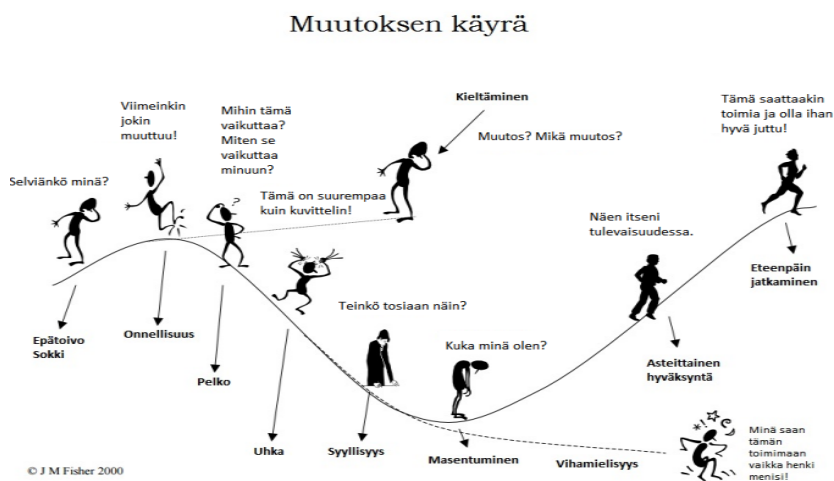 Muutoksen käyrä
Viimeinkin
jokin
muuttuu!
Mihin tämä
vaikuttaa?
Miten se
vaikuttaa
minuun?
Kieltäminen
Muutos? Mikä muutos?
Tämä saattaakin
toimia ja olla ihan
hyvä juttu!
Selviänkö minä?
?
Tämä on suurempaa
kuin kuvittelin!
Näen itseni
tulevaisuudessa.
Eteenpäin
jatkaminen
Teinkö tosiaan näin?
Epätoivo
Sokki
Onnellisuus
Kuka minä olen?
Pelko
Asteittainen
hyväksyntä
Uhka
Syyllisyys
Masentuminen
Vihamielisyys
*!
Minä saan
tämän
toimimaan
vaikka henki
menisi!
© J M Fisher 2000